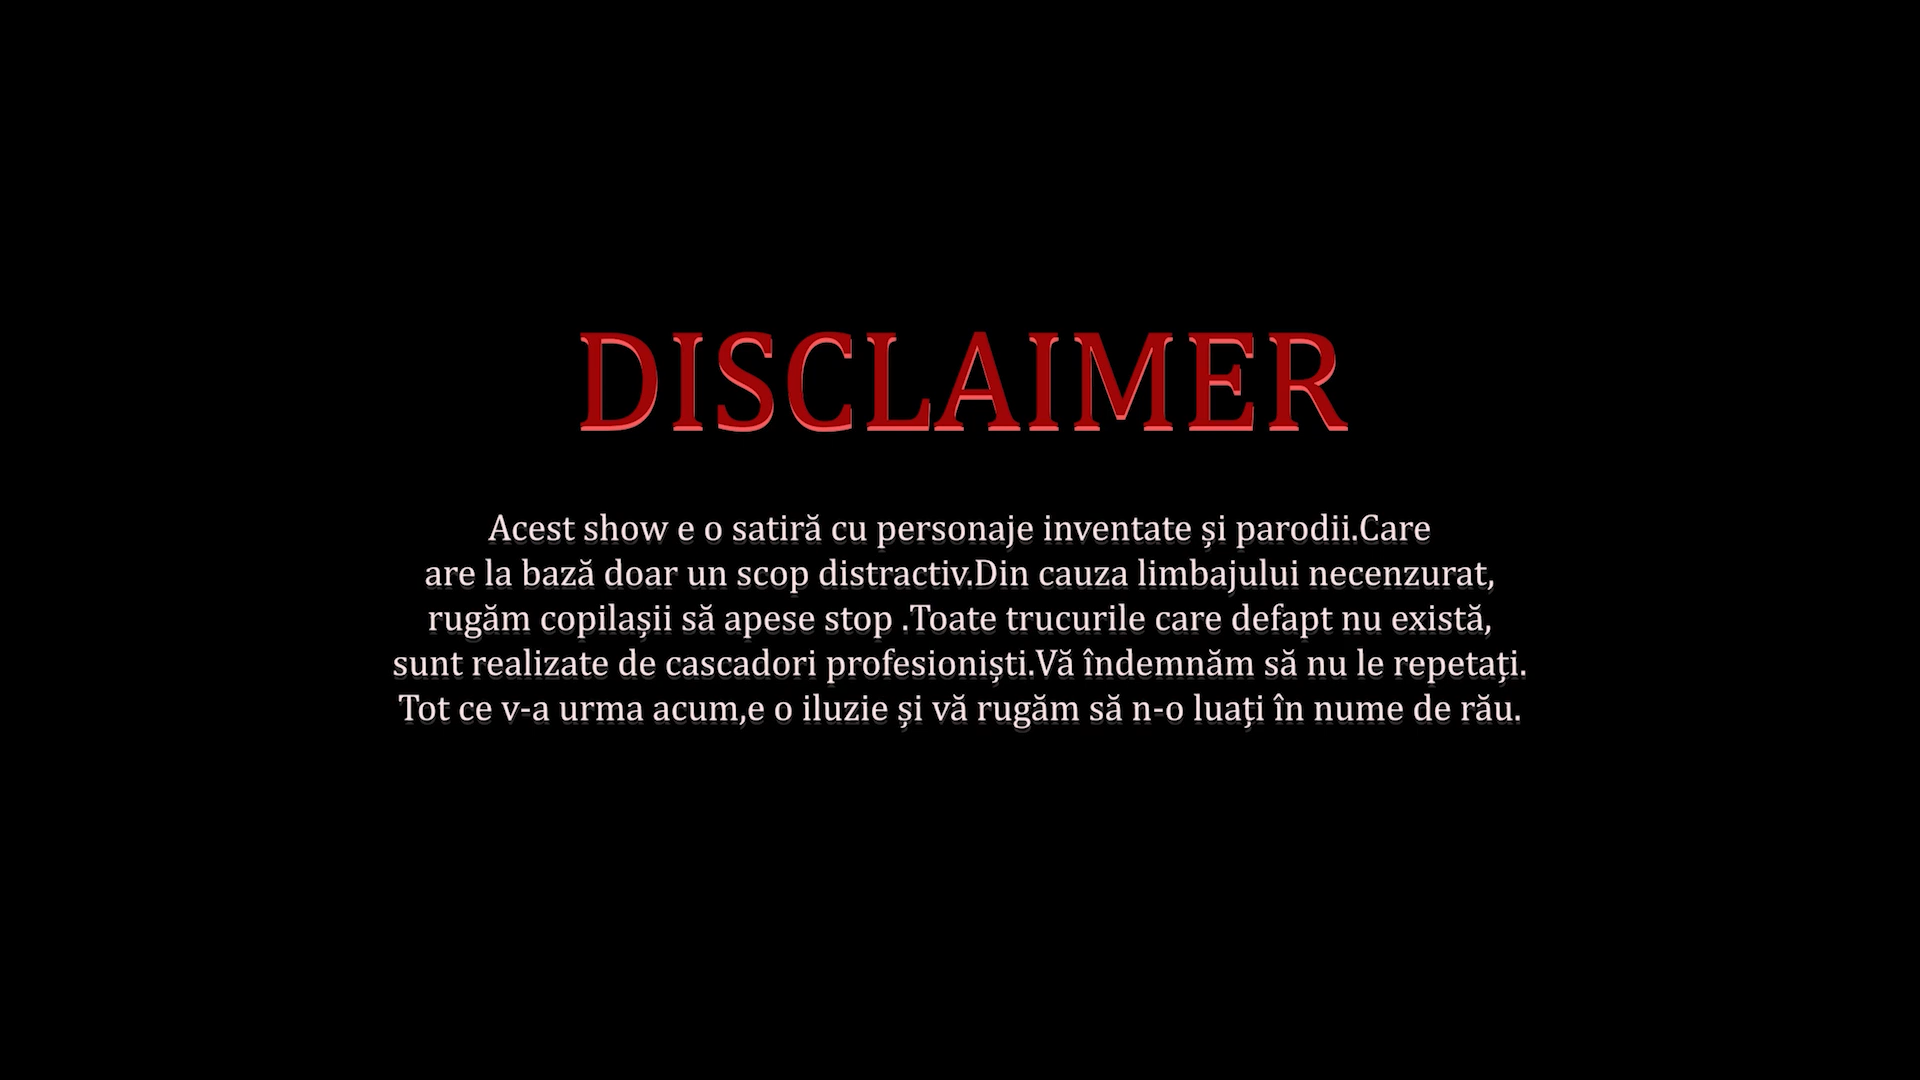 DISCLAIMER
Acest show e o satiră cu personaje inventate și parodii.Care
are la bază doar un scop distractiv.Din cauza limbajului necenzurat,
rugăm copilașii să apese stop .Toate trucurile care defapt nu există,
sunt realizate de cascadori profesioniști.Vă îndemnăm să nu le repetați.
Tot ce v-a urma acum,e o iluzie și vă rugăm să n-o luați în nume de rău.